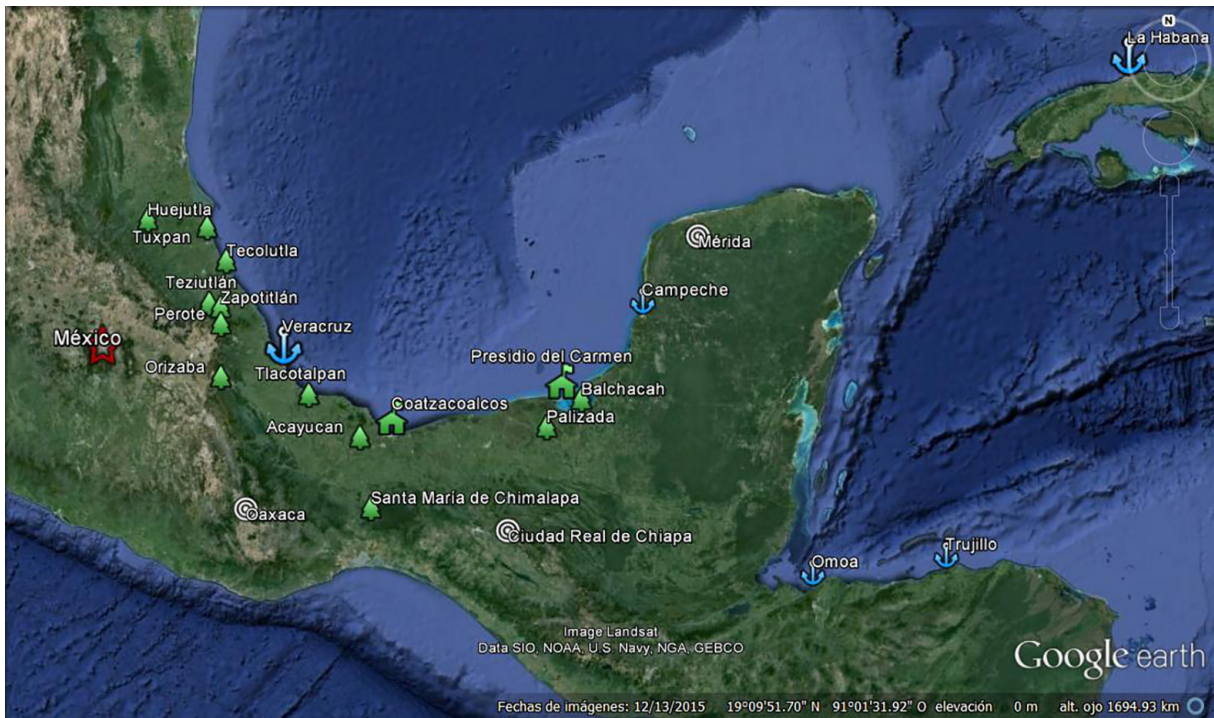 N
La Habana
Huejutla
Tuxpan
Tecolutla
Mérida
Teziutlán
Zapotitlán
Campeche
Perote
Veracruz
México
Presidio del Carmen
Orizaba
Tlacotalpan
Balchacah
Coatzacoalcos
Palizada
Acayucan
Santa María de Chimalapa
Oaxaca
Ciudad Real de Chiapa
Trujillo
Omoa
Image Landsat
Data SIO, NOAA, U.S. Navy, NGA, GEBCO
Google earth
Fechas de imágenes: 12/13/2015 19°09'51.70" N 91°01'31.92" O elevación 0 m alt. ojo 1694.93 km